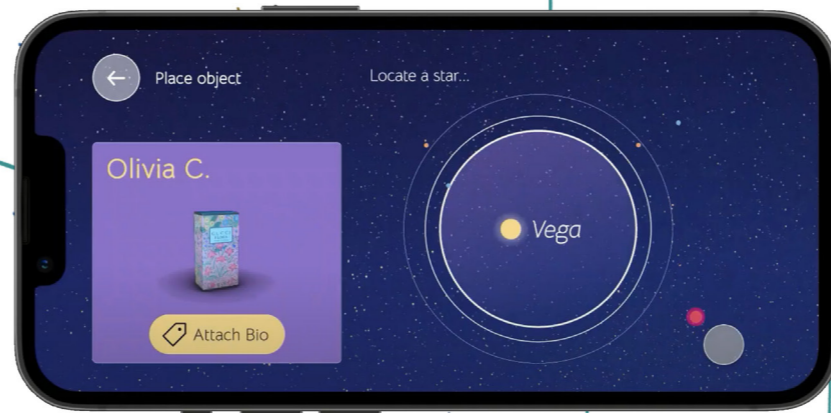 Place object
Locate a star...
Olivia C.
Vega
Attach Bio